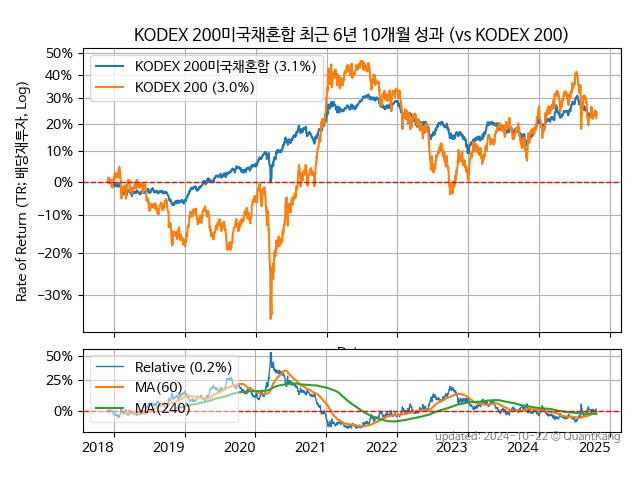 KODEX 200미국채혼합 최근 6년 10개월 성과 (vs KODEX 200)
Rate of Return (TR: 배당재투자, Log)
50%
40%
30%
20%
10%
0%
−10%
−20%
−30%
KODEX 200미국채혼합 (3.1%)
KODEX 200 (3.0%)
50%
25%
0%
Relative (0.2%)
MA(60)
MA(240)
updated: 2024-10-22 © QuantKang
2018 2019 2020 2021 2022 2023 2024 2025